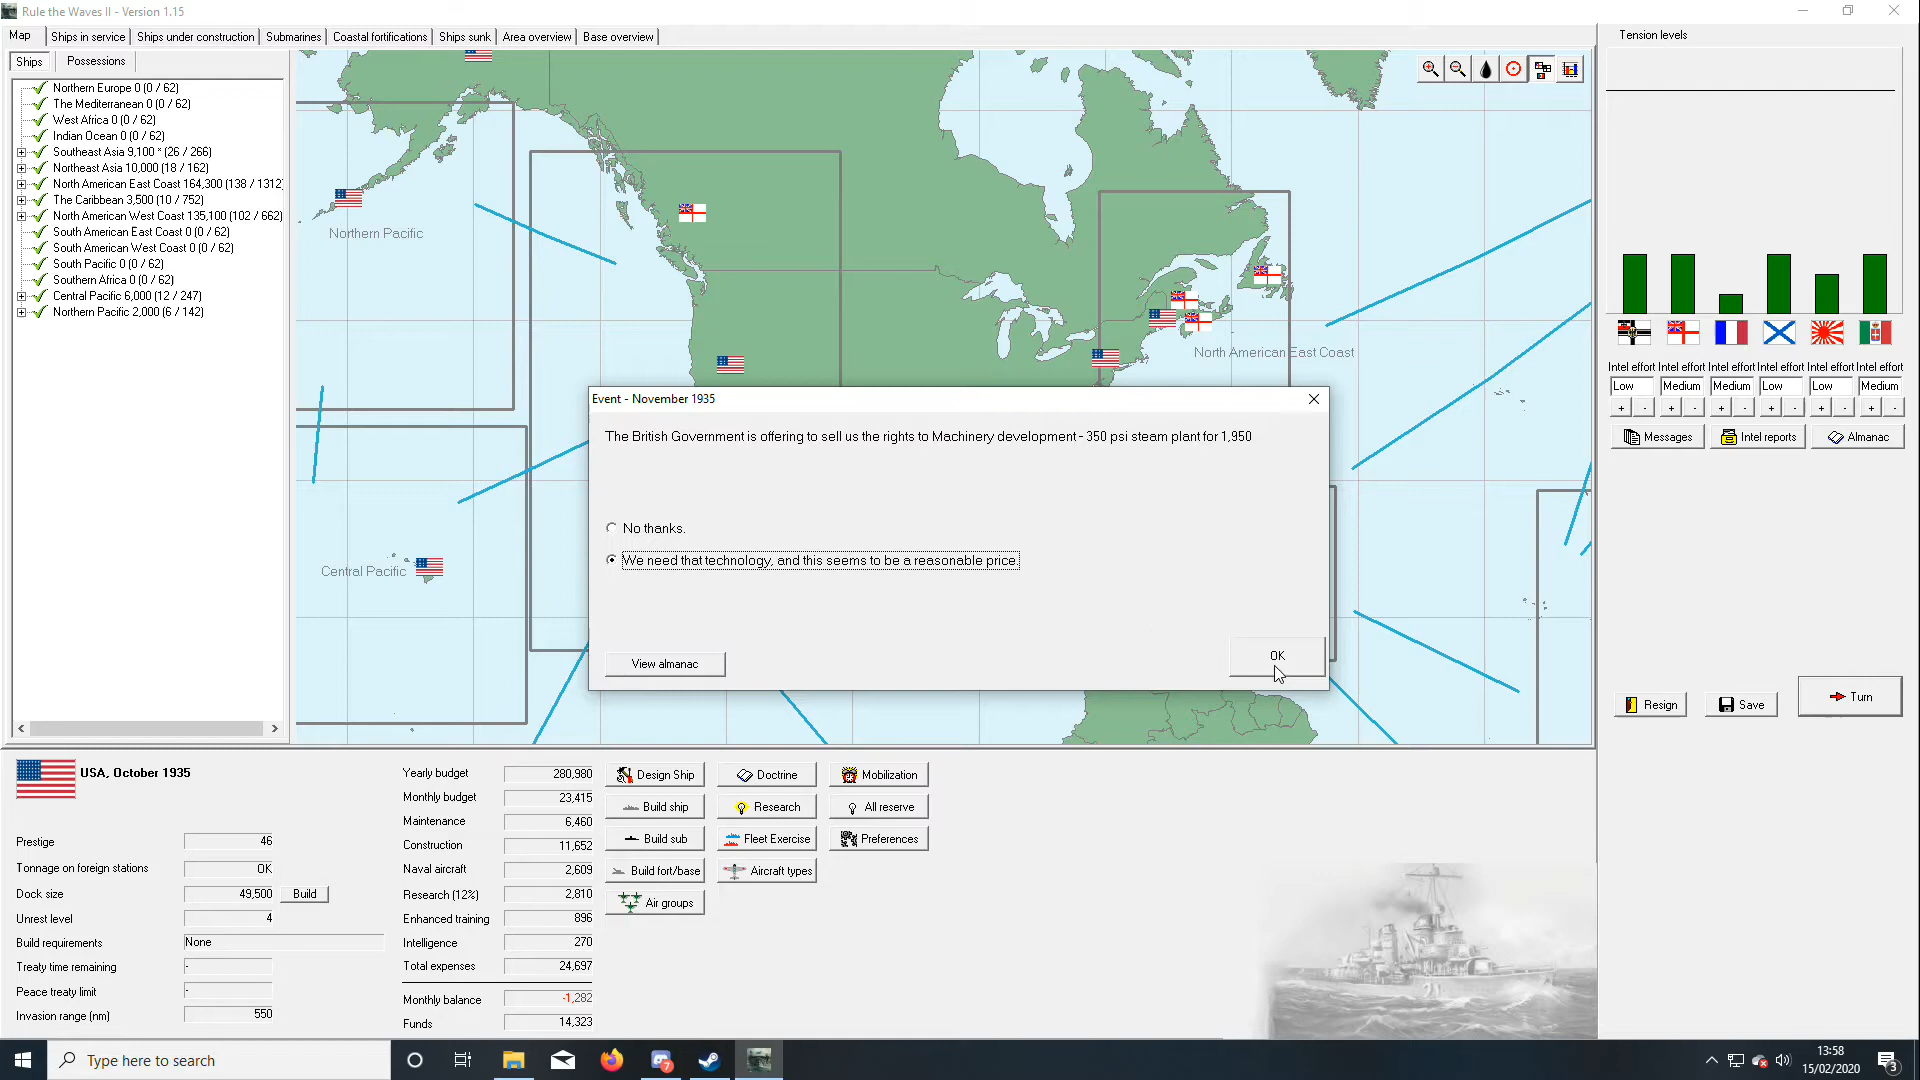 Rule the Waves II - Version 1.15
Map
Ships in service
Ships under construction
Submarines
Coastal fortifications
Ships sunk
Area overview
Base overview
Ships
Possessions
Northern Europe 0 (0 / 62)
The Mediterranean 0 (0 / 62)
West Africa 0 (0 / 62)
Indian Ocean 0 (0 / 62)
Southeast Asia 9,100 * (26 / 266)
Northeast Asia 10,000 (18 / 162)
North American East Coast 164,300 (138 / 1312)
The Caribbean 3,500 (10 / 752)
North American West Coast 135,100 (102 / 662)
South American East Coast 0 (0 / 62)
South American West Coast 0 (0 / 62)
South Pacific 0 (0 / 62)
Southern Africa 0 (0 / 62)
Central Pacific 6,000 (12 / 247)
Northern Pacific 2,000 (6 / 142)
Northern Pacific
North American East Coast
Central Pacific
Event - November 1935
The British Government is offering to sell us the rights to Machinery development - 350 psi steam plant for 1,950
No thanks.
We need that technology, and this seems to be a reasonable price.
View almanac
OK
Tension levels
Intel effort Intel effort Intel effort Intel effort Intel effort Intel effort
Low Medium Medium Low Low Medium
+ - + - + - + - + - + -
Messages
Intel reports
Almanac
Resign
Save
Turn
USA, October 1935
Prestige 46
Tonnage on foreign stations OK
Dock size 49,500 Build
Unrest level 4
Build requirements None
Treaty time remaining -
Peace treaty limit -
Invasion range (nm) 550
Yearly budget 280,980
Monthly budget 23,415
Maintenance 6,460
Construction 11,652
Naval aircraft 2,609
Research (12%) 2,810
Enhanced training 896
Intelligence 270
Total expenses 24,697
Monthly balance -1,282
Funds 14,323
Design Ship
Doctrine
Mobilization
Build ship
Research
All reserve
Build sub
Fleet Exercise
Preferences
Build fort/base
Aircraft types
Air groups
Type here to search
7
13:58
15/02/2020
3